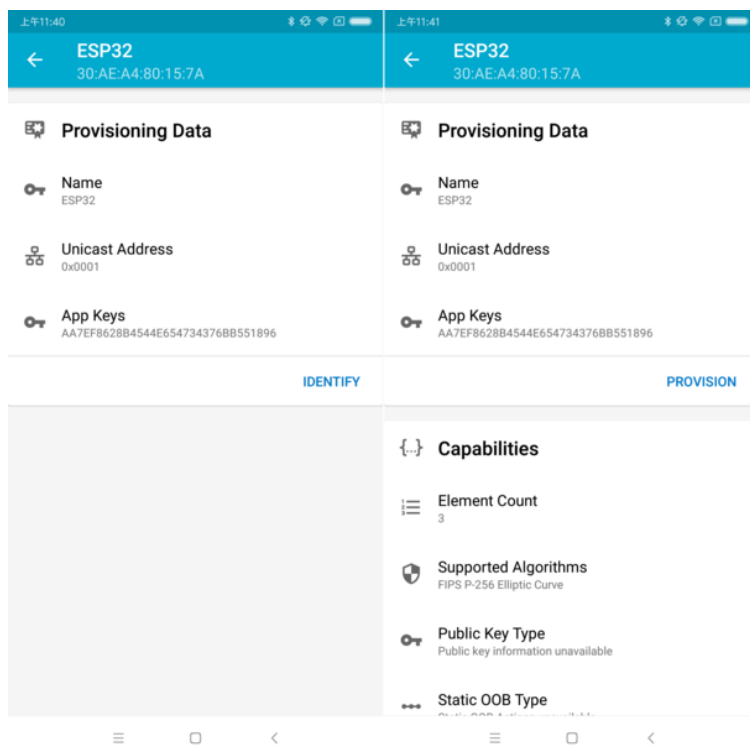 上午11:40
ESP32
30:AE:A4:80:15:7A
Provisioning Data
Name
ESP32
Unicast Address
0x0001
App Keys
AA7EF8628B4544E654734376BB551896
IDENTIFY
上午11:41
ESP32
30:AE:A4:80:15:7A
Provisioning Data
Name
ESP32
Unicast Address
0x0001
App Keys
AA7EF8628B4544E654734376BB551896
PROVISION
{...} Capabilities
Element Count
3
Supported Algorithms
FIPS P-256 Elliptic Curve
Public Key Type
Public key information unavailable
Static OOB Type